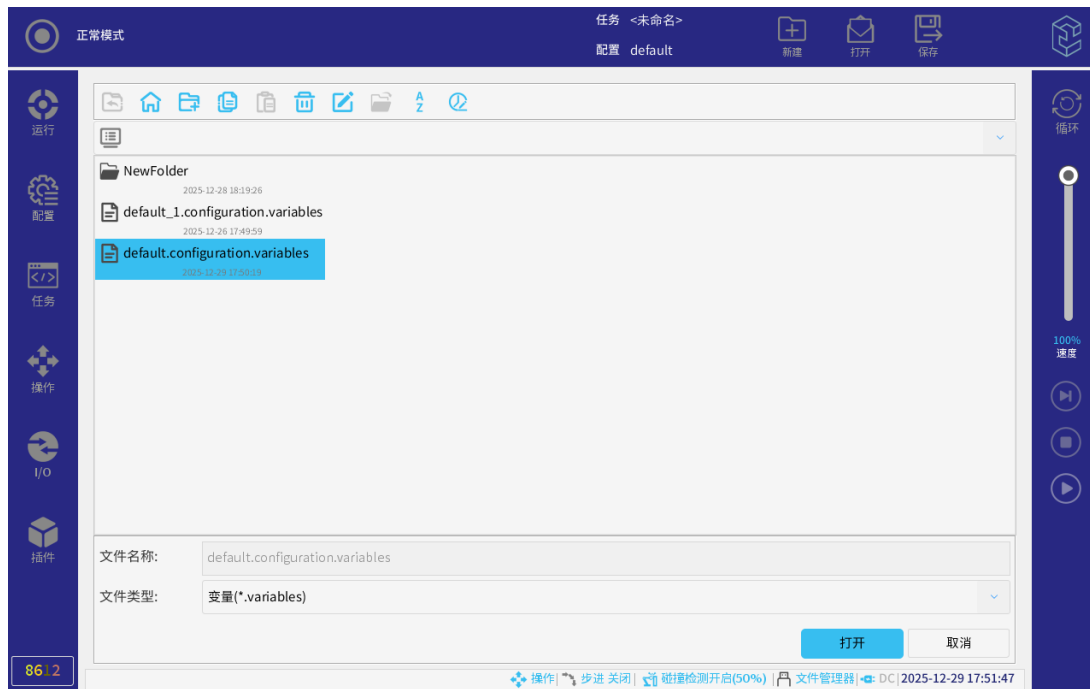 正常模式
任务 <未命名>
配置 default
新建
打开
保存
运行
配置
任务
操作
I/O
插件
8612
A
Z
NewFolder
2025-12-28 18:19:26
default_1.configuration.variables
2025-12-26 17:49:59
default.configuration.variables
2025-12-29 17:50:19
文件名称: default.configuration.variables
文件类型: 变量(*.variables)
打开 取消
循环
100%
速度
操作| 步进 关闭| 碰撞检测开启(50%) | 文件管理器| DC|2025-12-29 17:51:47